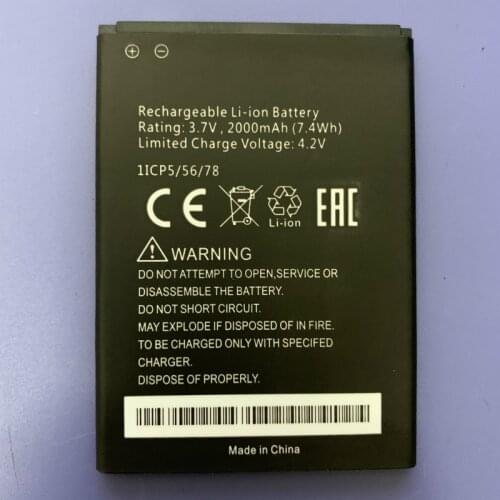 + -
Rechargeable Li-ion Battery
Rating: 3.7V, 2000mAh (7.4Wh)
Limited Charge Voltage: 4.2V
1ICP5/56/78
CE Li-ion EAC
WARNING
DO NOT ATTEMPT TO OPEN,SERVICE OR
DISASSEMBLE THE BATTERY.
DO NOT SHORT CIRCUIT.
MAY EXPLODE IF DISPOSED OF IN FIRE.
TO BE CHARGED ONLY WITH SPECIFED
CHARGER.
DISPOSE OF PROPERLY.
Made in China